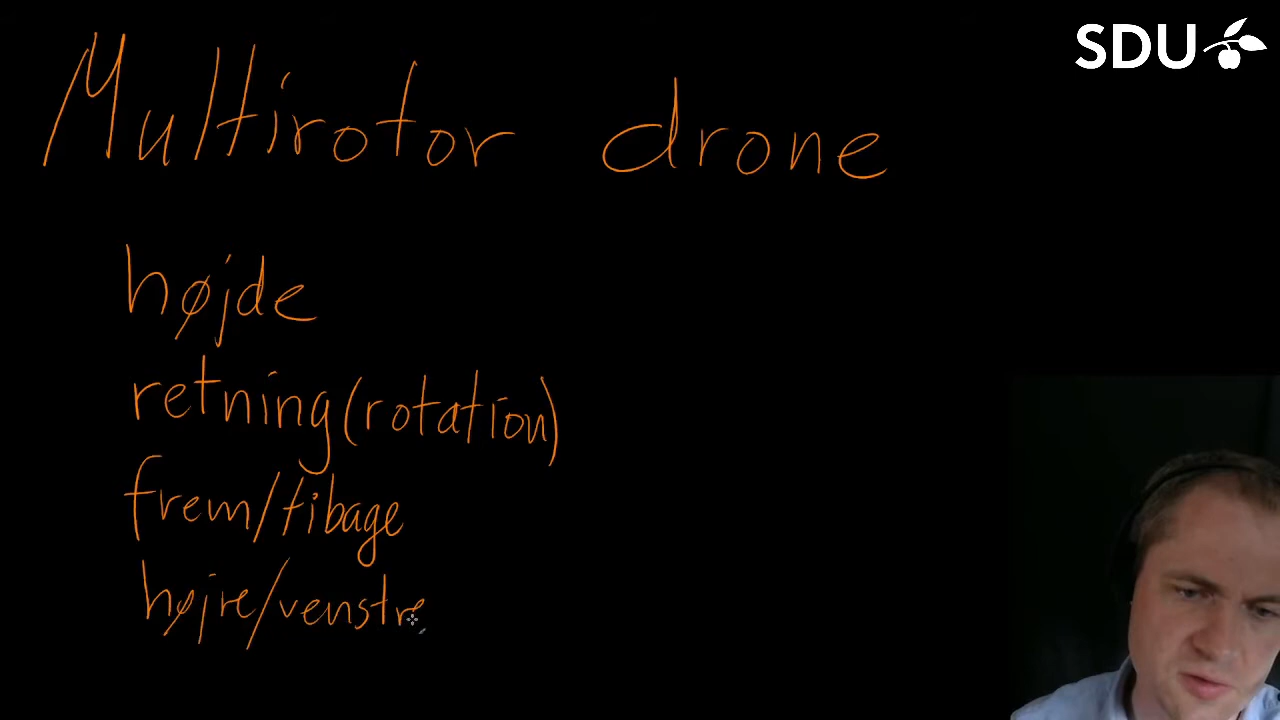 SDU
Multirotor drone
højde
retning (rotation)
frem/tibage
højre/venstre